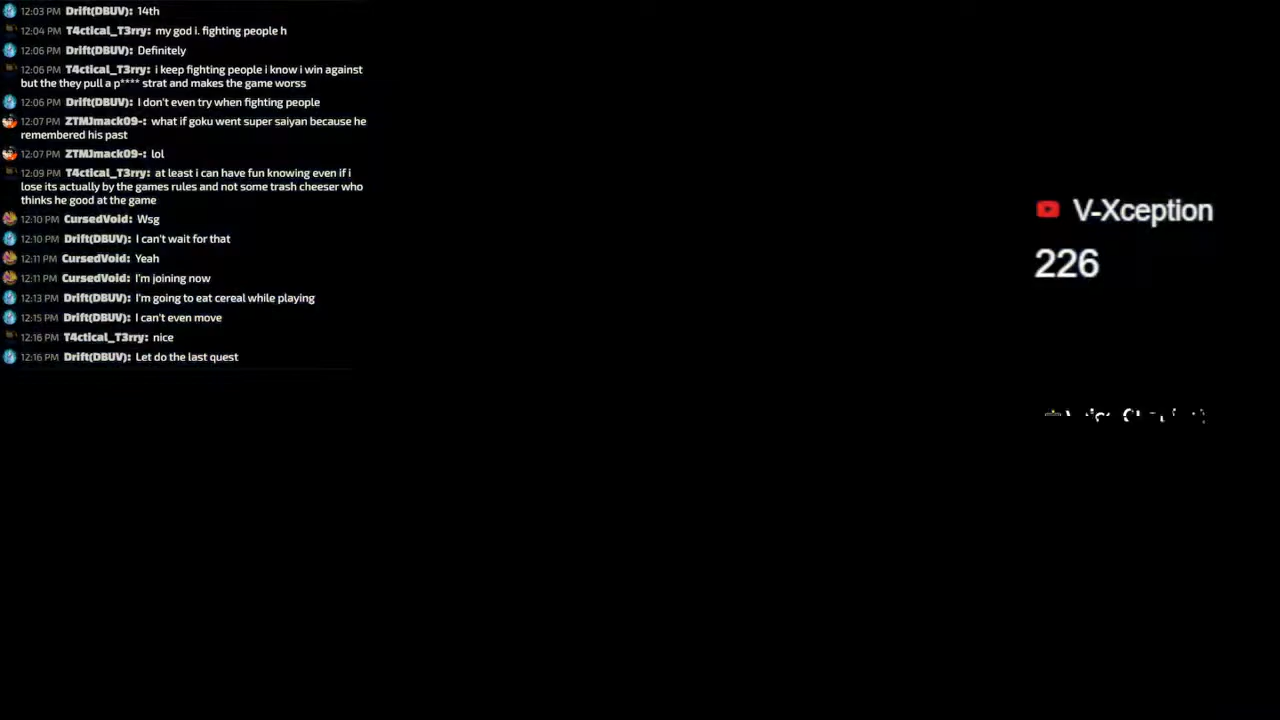 12:03 PM Drift(DBUV): 14th
12:04 PM T4ctical_T3rry: my god i. fighting people h
12:06 PM Drift(DBUV): Definitely
12:06 PM T4ctical_T3rry: i keep fighting people i know i win against
but the they pull a p**** strat and makes the game worss
12:06 PM Drift(DBUV): I don't even try when fighting people
12:07 PM ZTMJmack09-: what if goku went super saiyan because he
remembered his past
12:07 PM ZTMJmack09-: lol
12:09 PM T4ctical_T3rry: at least i can have fun knowing even if i
lose its actually by the games rules and not some trash cheeser who
thinks he good at the game
12:10 PM CursedVoid: Wsg
12:10 PM Drift(DBUV): I can't wait for that
12:11 PM CursedVoid: Yeah
12:11 PM CursedVoid: I'm joining now
12:13 PM Drift(DBUV): I'm going to eat cereal while playing
12:15 PM Drift(DBUV): I can't even move
12:16 PM T4ctical_T3rry: nice
12:16 PM Drift(DBUV): Let do the last quest
V-Xception
226